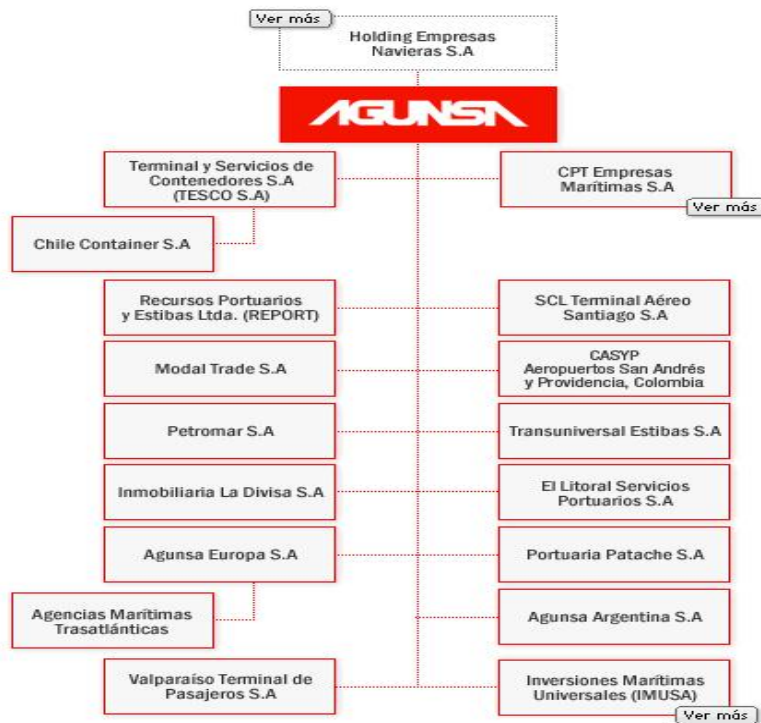 Ver más
Holding Empresas
Navieras S.A
AGUNSA
Terminal y Servicios de
Contenedores S.A
(TESCO S.A)
CPT Empresas
Marítimas S.A
Ver más
Chile Container S.A
Recursos Portuarios
y Estibas Ltda. (REPORT)
SCL Terminal Aéreo
Santiago S.A
Modal Trade S.A
CASYP
Aeropuertos San Andrés
y Providencia, Colombia
Petromar S.A
Transuniversal Estibas S.A
Inmobiliaria La Divisa S.A
El Litoral Servicios
Portuarios S.A
Agunsa Europa S.A
Portuaria Patache S.A
Agencias Marítimas
Trasatlánticas
Agunsa Argentina S.A
Valparaíso Terminal de
Pasajeros S.A
Inversiones Marítimas
Universales (IMUSA)
Ver más